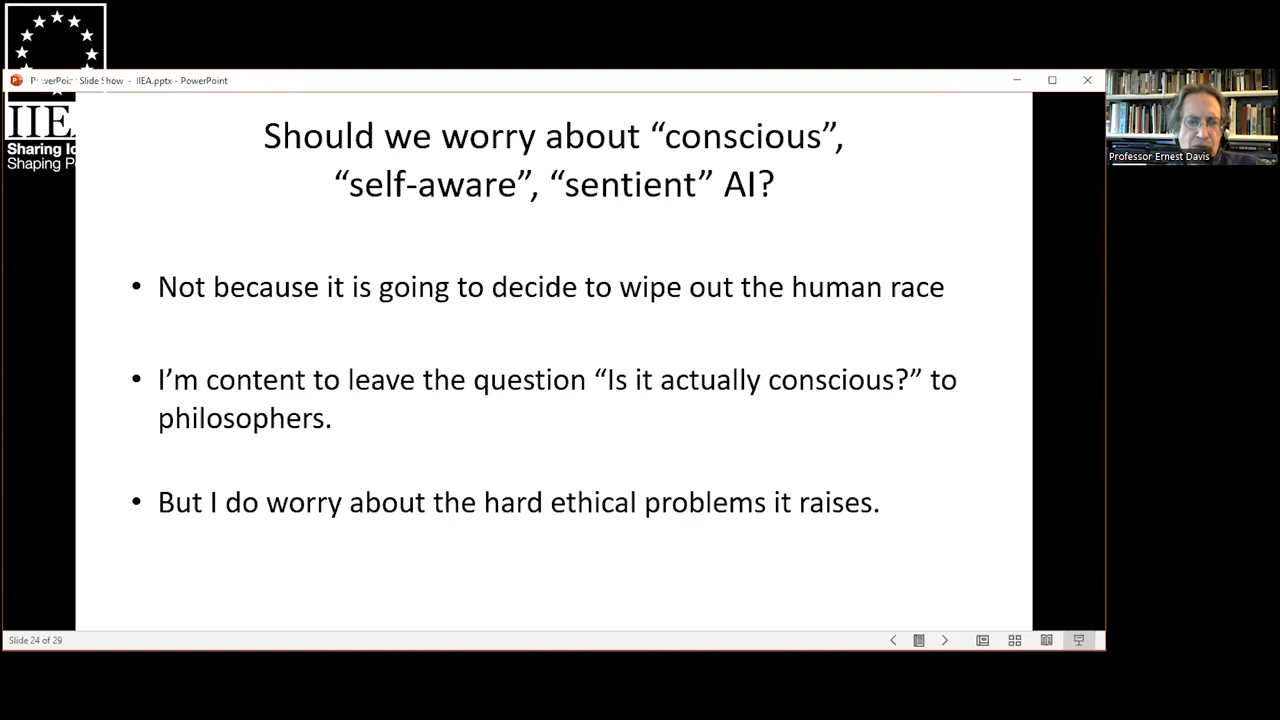 PowerPoint Slide Show - IIEA.pptx - PowerPoint
IIEA
Sharing
Shaping
Professor Ernest Davis
Should we worry about “conscious”,
“self-aware”, “sentient” AI?
• Not because it is going to decide to wipe out the human race
• I’m content to leave the question “Is it actually conscious?” to
philosophers.
• But I do worry about the hard ethical problems it raises.
Slide 24 of 29